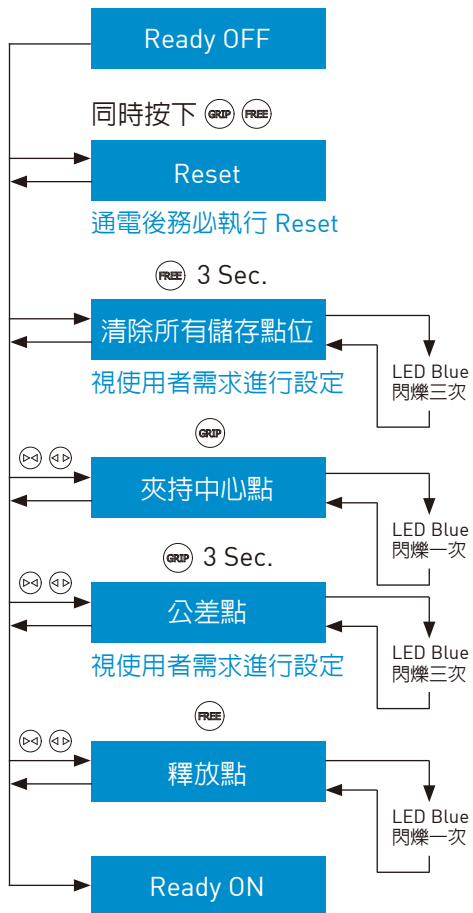 Ready OFF
同時按下 GRIP FREE
Reset
通電後務必執行 Reset
FREE 3 Sec.
清除所有儲存點位
視使用者需求進行設定
LED Blue
閃爍三次
GRIP
夾持中心點
LED Blue
閃爍一次
GRIP 3 Sec.
公差點
視使用者需求進行設定
LED Blue
閃爍三次
FREE
釋放點
LED Blue
閃爍一次
Ready ON